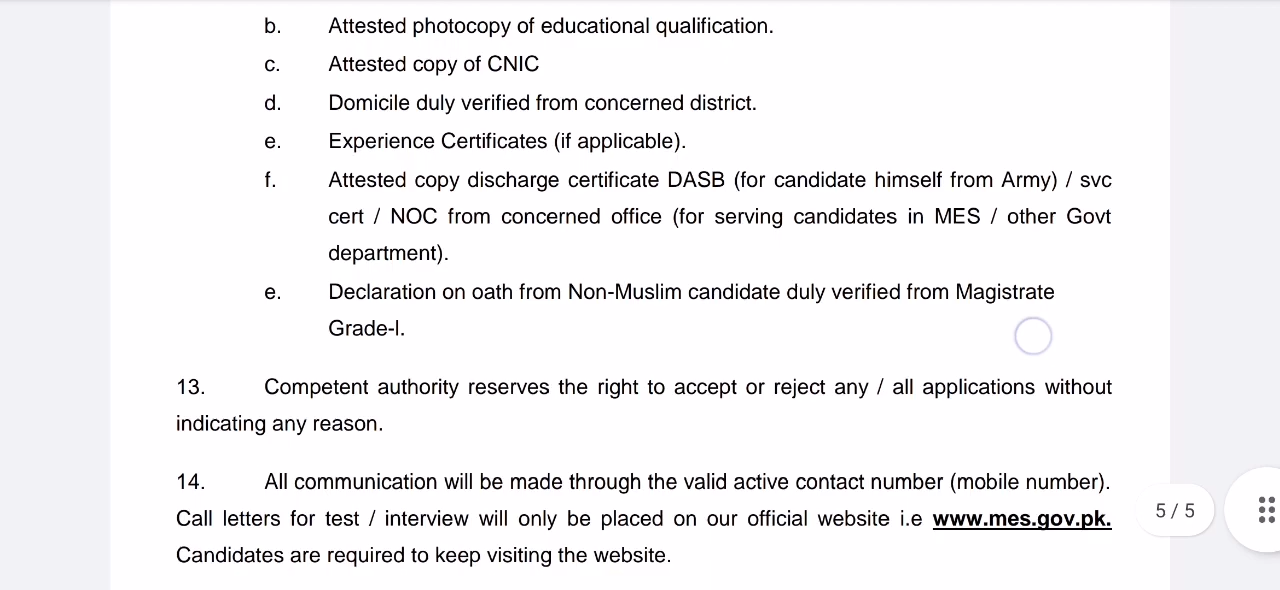 b. Attested photocopy of educational qualification.
c. Attested copy of CNIC
d. Domicile duly verified from concerned district.
e. Experience Certificates (if applicable).
f. Attested copy discharge certificate DASB (for candidate himself from Army) / svc
cert / NOC from concerned office (for serving candidates in MES / other Govt
department).
e. Declaration on oath from Non-Muslim candidate duly verified from Magistrate
Grade-I.
13. Competent authority reserves the right to accept or reject any / all applications without
indicating any reason.
14. All communication will be made through the valid active contact number (mobile number).
Call letters for test / interview will only be placed on our official website i.e www.mes.gov.pk.
Candidates are required to keep visiting the website.
5 / 5